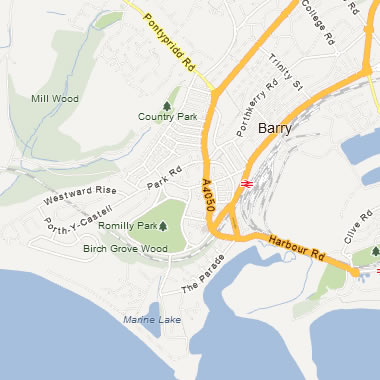 Pontypridd Rd
College Rd
Trinity St
Mill Wood
Porthkerry Rd
Country Park
Barry
Park Rd
Westward Rise
A4050
Porth-Y-Castell
Romilly Park
Clive Rd
Birch Grove Wood
Harbour Rd
The Parade
Marine Lake